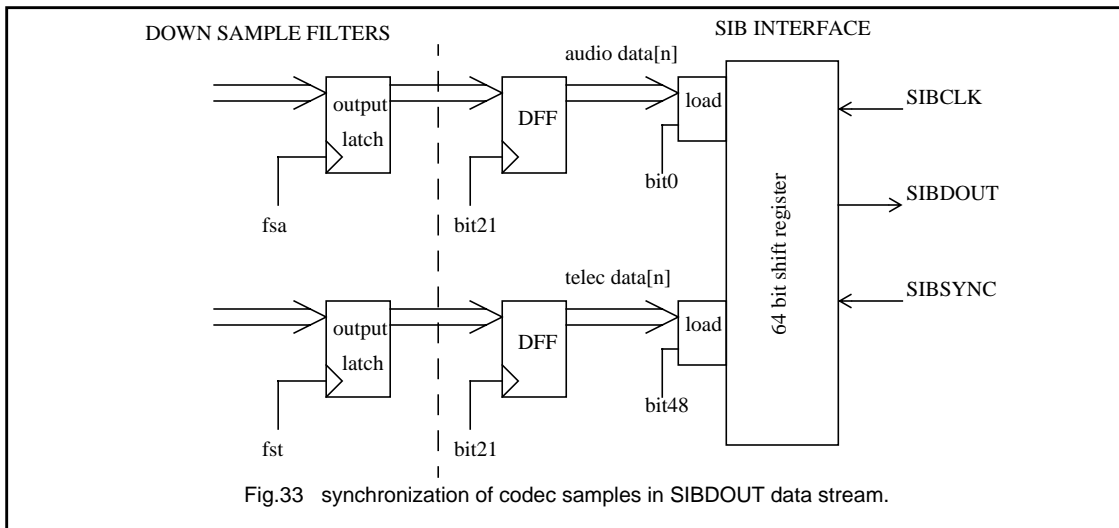 DOWN SAMPLE FILTERS
SIB INTERFACE
audio data[n]
output
latch
DFF
load
SIBCLK
fsa
bit21
bit0
SIBDOUT
64 bit shift register
telec data[n]
output
latch
DFF
load
SIBSYNC
fst
bit21
bit48
Fig.33 synchronization of codec samples in SIBDOUT data stream.